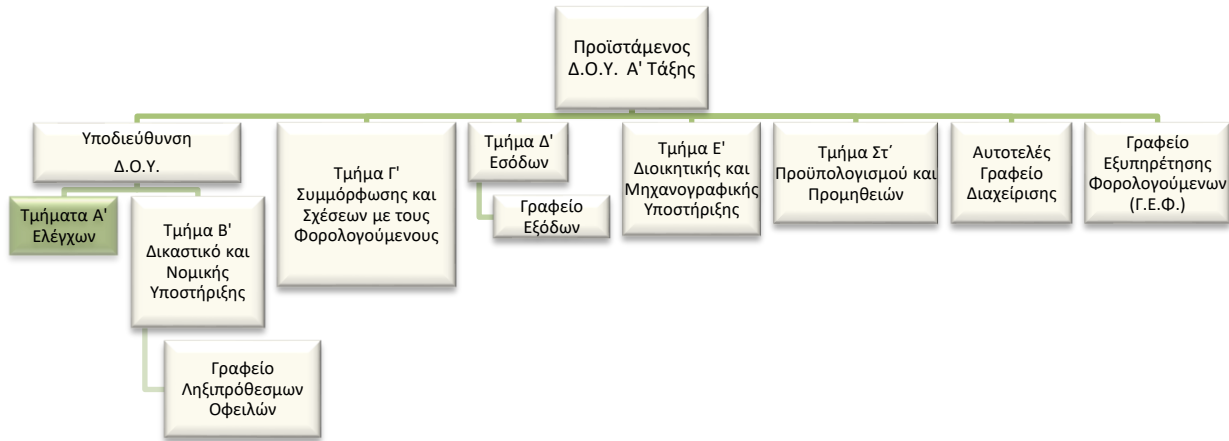 Προϊστάμενος
Δ.Ο.Υ. Α' Τάξης
Υποδιεύθυνση
Δ.Ο.Υ.
Τμήματα Α'
Ελέγχων
Τμήμα Β'
Δικαστικό και
Νομικής
Υποστήριξης
Γραφείο
Ληξιπρόθεσμων
Οφειλών
Τμήμα Γ'
Συμμόρφωσης και
Σχέσεων με τους
Φορολογούμενους
Τμήμα Δ'
Εσόδων
Γραφείο
Εξόδων
Τμήμα Ε'
Διοικητικής και
Μηχανογραφικής
Υποστήριξης
Τμήμα Στ΄
Προϋπολογισμού και
Προμηθειών
Αυτοτελές
Γραφείο
Διαχείρισης
Γραφείο
Εξυπηρέτησης
Φορολογούμενων
(Γ.Ε.Φ.)